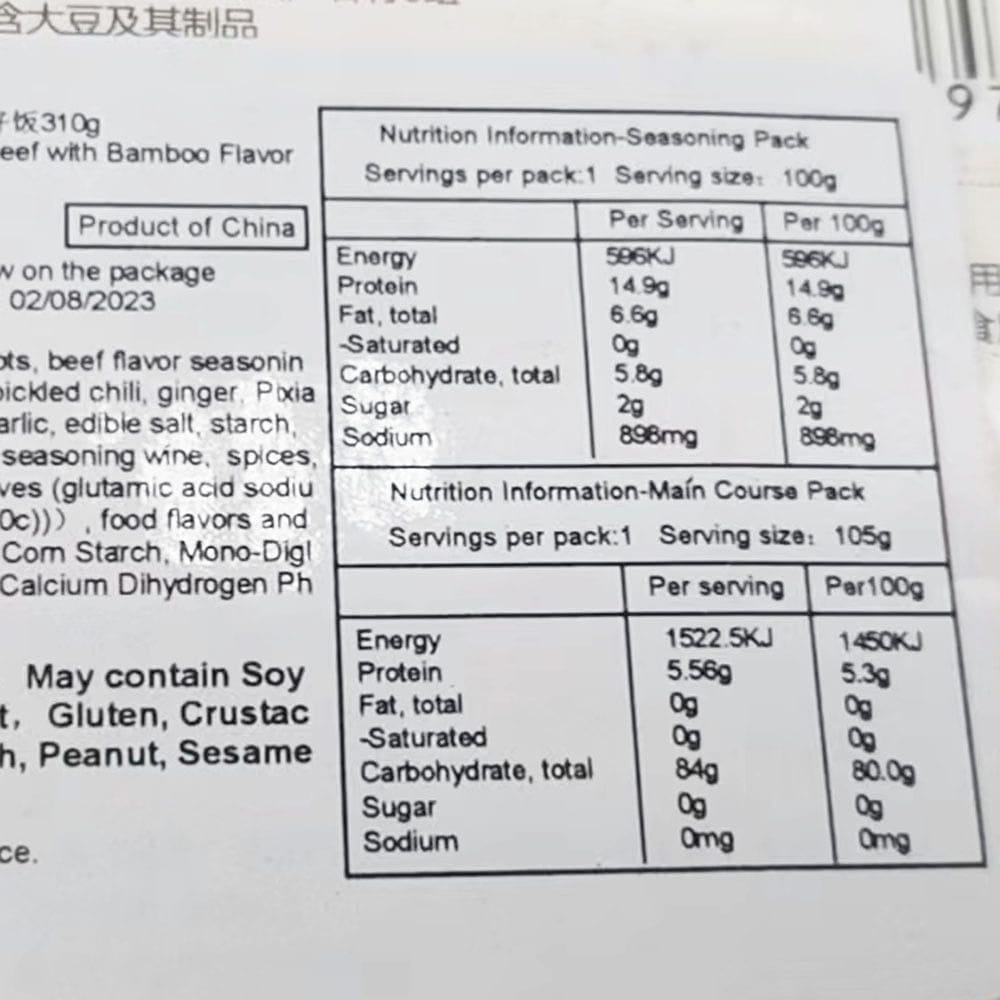 含大豆及其制品
仔饭310g
eef with Bamboo Flavor
Product of China
w on the package
02/08/2023
ots, beef flavor seasonin
pickled chili, ginger, Pixia
arlic, edible salt, starch,
seasoning wine, spices,
ves (glutamic acid sodiu
0c))) , food flavors and
Corn Starch, Mono-Digl
Calcium Dihydrogen Ph
May contain Soy
t, Gluten, Crustac
h, Peanut, Sesame
ce.
Nutrition Information-Seasoning Pack
Servings per pack:1 Serving size: 100g
Per Serving Per 100g
Energy 596KJ 596KJ
Protein 14.9g 14.9g
Fat, total 6.6g 6.6g
-Saturated 0g 0g
Carbohydrate, total 5.8g 5.8g
Sugar 2g 2g
Sodium 898mg 898mg
Nutrition Information-Main Course Pack
Servings per pack:1 Serving size: 105g
Per serving Per100g
Energy 1522.5KJ 1450KJ
Protein 5.56g 5.3g
Fat, total 0g 0g
-Saturated 0g 0g
Carbohydrate, total 84g 80.0g
Sugar 0g 0g
Sodium 0mg 0mg
9
用
食